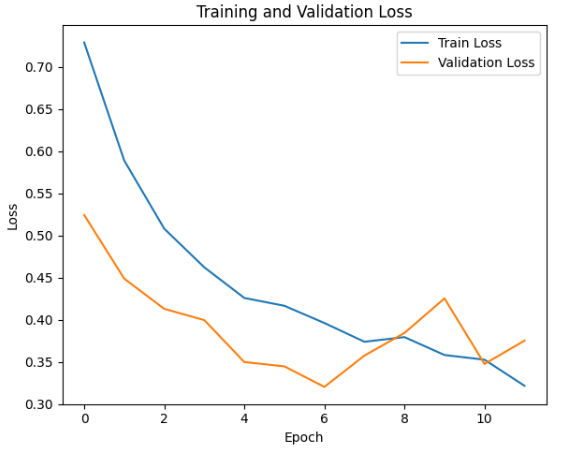 Training and Validation Loss
Train Loss
Validation Loss
0.70
0.65
0.60
0.55
0.50
0.45
0.40
0.35
0.30
Loss
0 2 4 6 8 10
Epoch